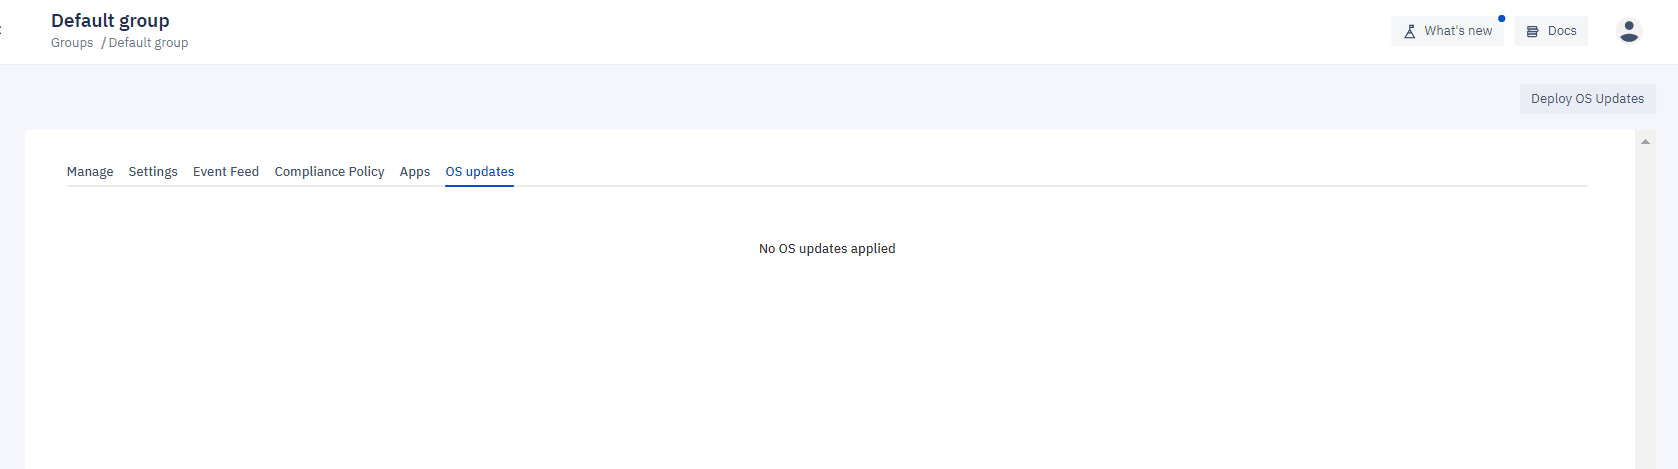 Default group
Groups / Default group
What's new
Docs
Deploy OS Updates
Manage Settings Event Feed Compliance Policy Apps OS updates
No OS updates applied